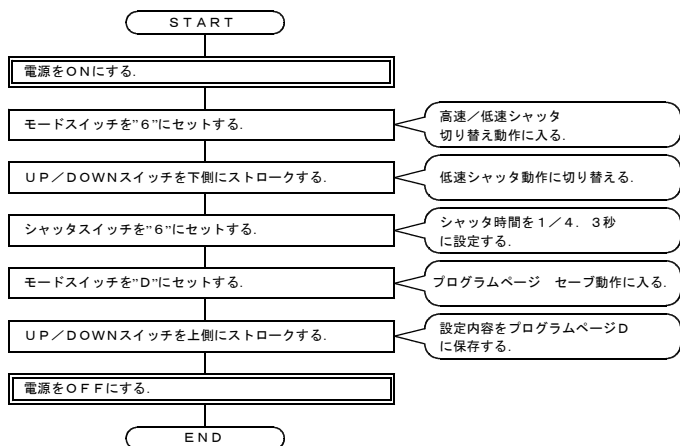 ＳＴＡＲＴ
電源をＯＮにする.
モードスイッチを”６”にセットする.
高速／低速シャッタ
切り替え動作に入る.
ＵＰ／ＤＯＷＮスイッチを下側にストロークする.
低速シャッタ動作に切り替える.
シャッタスイッチを”６”にセットする.
シャッタ時間を１／４．３秒
に設定する.
モードスイッチを”Ｄ”にセットする.
プログラムページ　セーブ動作に入る.
ＵＰ／ＤＯＷＮスイッチを上側にストロークする.
設定内容をプログラムページＤ
に保存する.
電源をＯＦＦにする.
ＥＮＤ